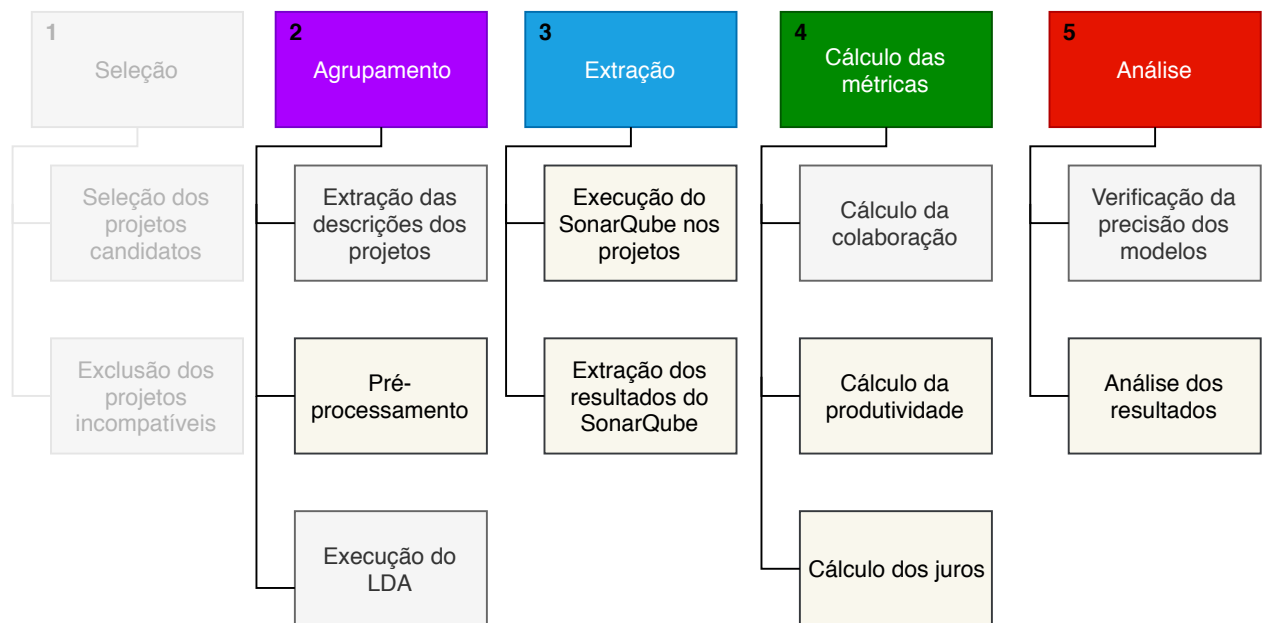 1
Seleção
Seleção dos
projetos
candidatos
Exclusão dos
projetos
incompatíveis
2
Agrupamento
Extração das
descrições dos
projetos
Pré-
processamento
Execução do
LDA
3
Extração
Execução do
SonarQube nos
projetos
Extração dos
resultados do
SonarQube
4
Cálculo das
métricas
Cálculo da
colaboração
Cálculo da
produtividade
Cálculo dos juros
5
Análise
Verificação da
precisão dos
modelos
Análise dos
resultados